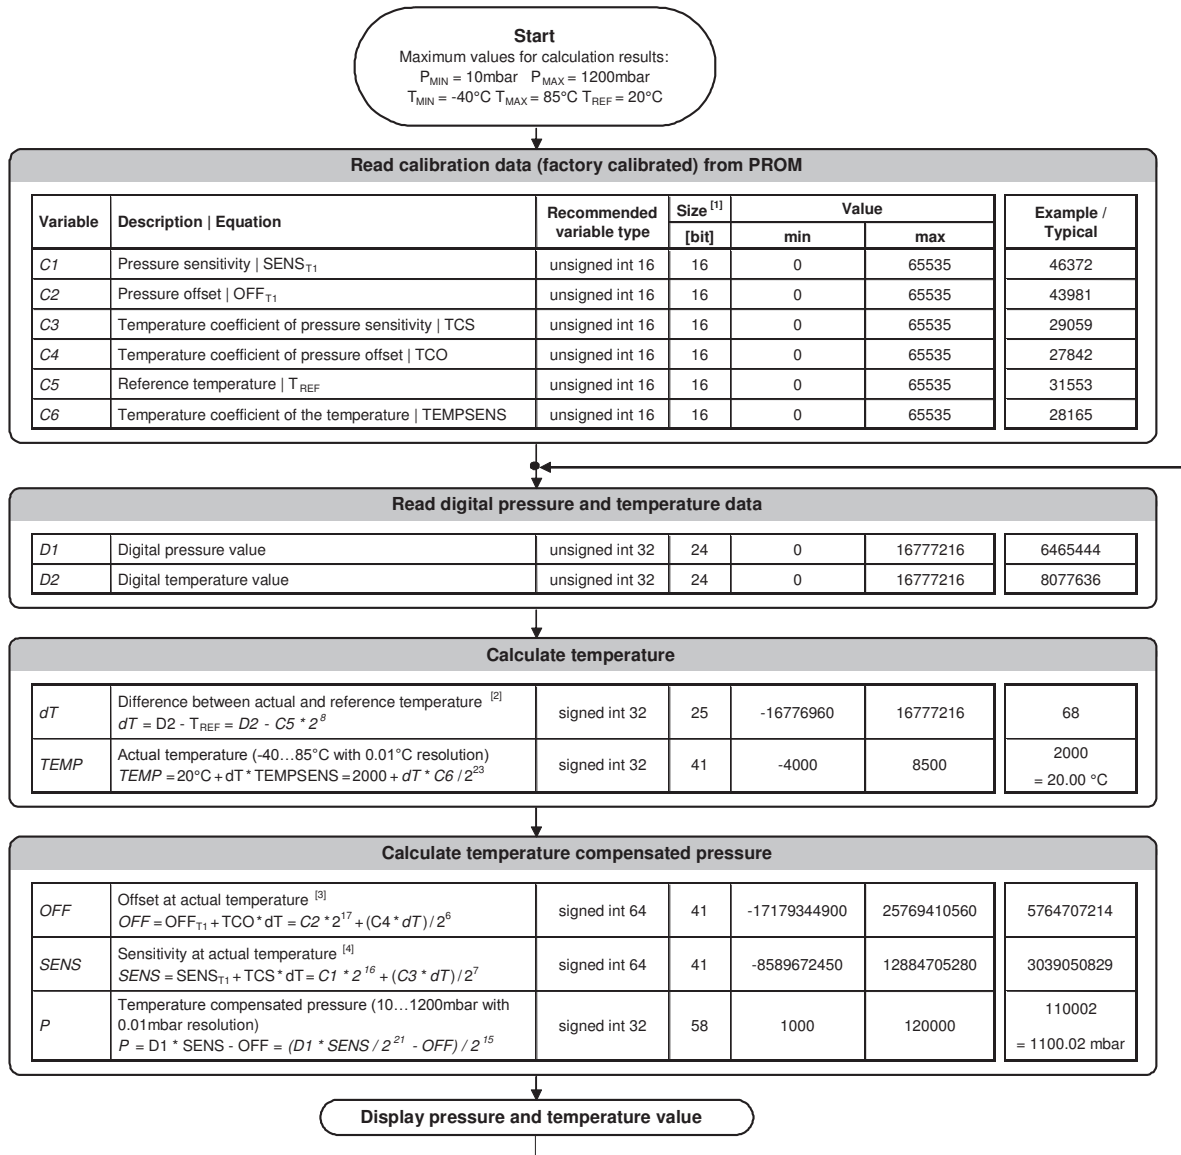 Start
Maximum values for calculation results:
P_MIN = 10mbar P_MAX = 1200mbar
T_MIN = -40°C T_MAX = 85°C T_REF = 20°C
Read calibration data (factory calibrated) from PROM
Variable Description | Equation Recommended variable type Size [1] [bit] Value min max Example / Typical
C1 Pressure sensitivity | SENS_T1 unsigned int 16 16 0 65535 46372
C2 Pressure offset | OFF_T1 unsigned int 16 16 0 65535 43981
C3 Temperature coefficient of pressure sensitivity | TCS unsigned int 16 16 0 65535 29059
C4 Temperature coefficient of pressure offset | TCO unsigned int 16 16 0 65535 27842
C5 Reference temperature | T_REF unsigned int 16 16 0 65535 31553
C6 Temperature coefficient of the temperature | TEMPSENS unsigned int 16 16 0 65535 28165
Read digital pressure and temperature data
D1 Digital pressure value unsigned int 32 24 0 16777216 6465444
D2 Digital temperature value unsigned int 32 24 0 16777216 8077636
Calculate temperature
dT Difference between actual and reference temperature [2]
dT = D2 - T_REF = D2 - C5 * 2^8 signed int 32 25 -16776960 16777216 68
TEMP Actual temperature (-40…85°C with 0.01°C resolution)
TEMP = 20°C + dT * TEMPSENS = 2000 + dT * C6 / 2^23 signed int 32 41 -4000 8500 2000
= 20.00 °C
Calculate temperature compensated pressure
OFF Offset at actual temperature [3]
OFF = OFF_T1 + TCO * dT = C2 * 2^17 + (C4 * dT) / 2^6 signed int 64 41 -17179344900 25769410560 5764707214
SENS Sensitivity at actual temperature [4]
SENS = SENS_T1 + TCS * dT = C1 * 2^16 + (C3 * dT) / 2^7 signed int 64 41 -8589672450 12884705280 3039050829
P Temperature compensated pressure (10…1200mbar with
0.01mbar resolution)
P = D1 * SENS - OFF = (D1 * SENS / 2^21 - OFF) / 2^15 signed int 32 58 1000 120000 110002
= 1100.02 mbar
Display pressure and temperature value